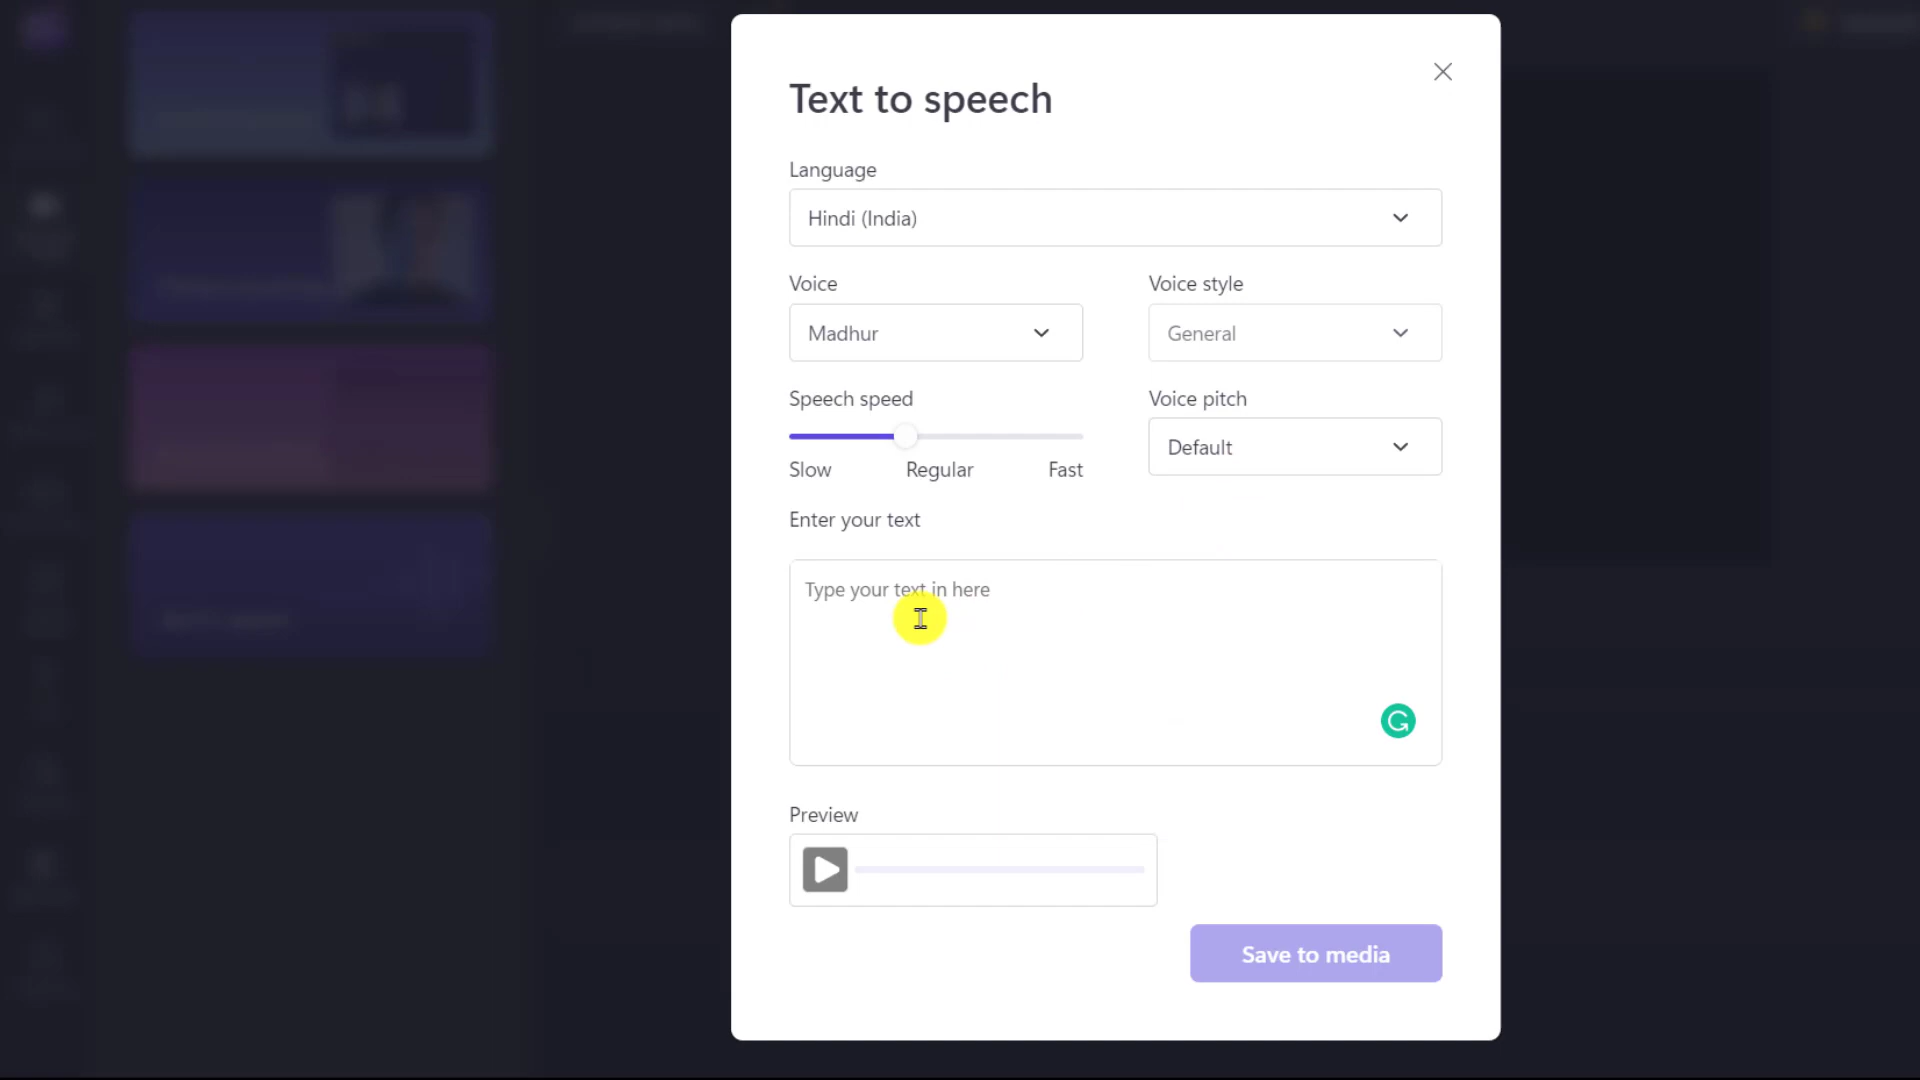 Text to speech
Language
Hindi (India)
Voice
Voice style
Madhur
General
Speech speed
Voice pitch
Default
Slow
Regular
Fast
Enter your text
Type your text in here
Preview
Save to media